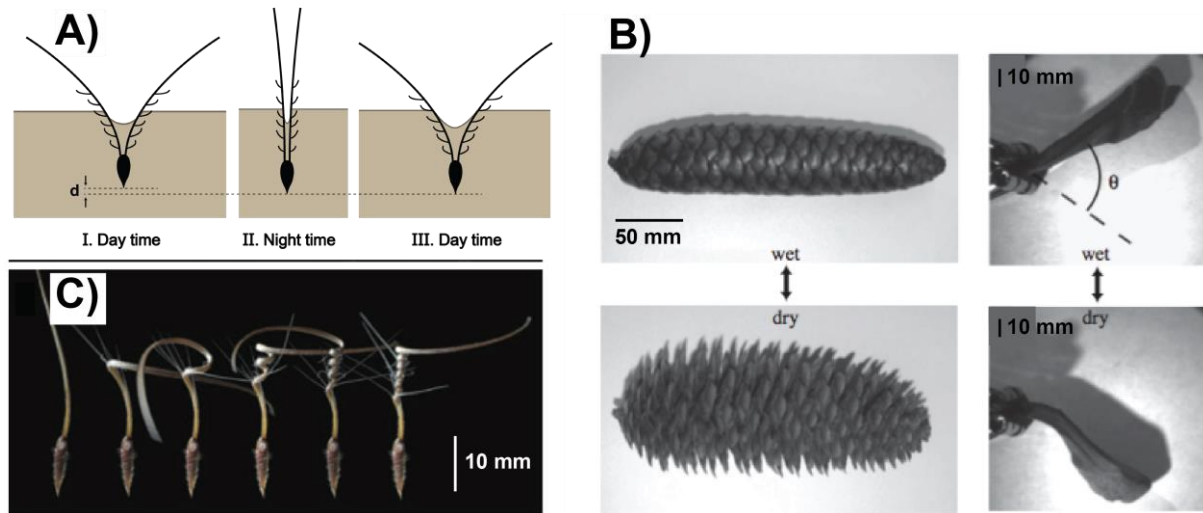 A)
d
I. Day time
II. Night time
III. Day time
B)
50 mm
wet
dry
10 mm
θ
wet
10 mm
dry
C)
10 mm